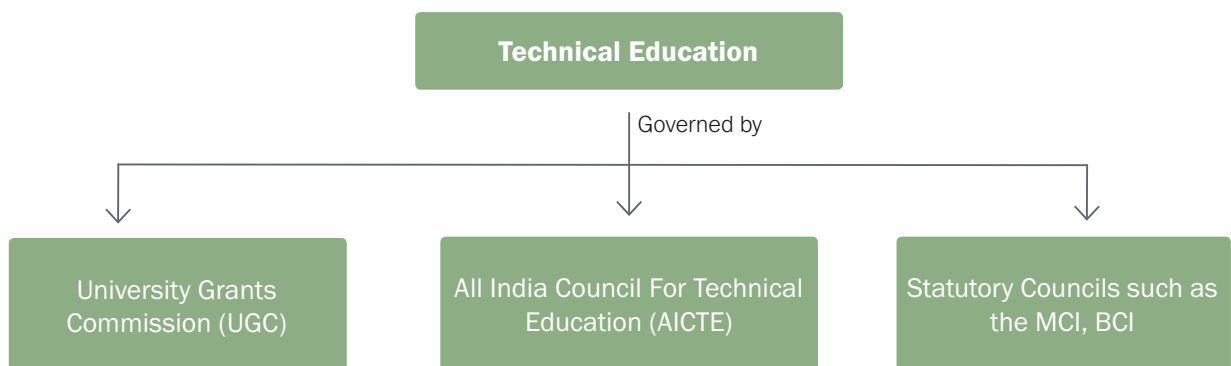 Technical Education
Governed by
University Grants
Commission (UGC)
All India Council For Technical
Education (AICTE)
Statutory Councils such as
the MCI, BCI